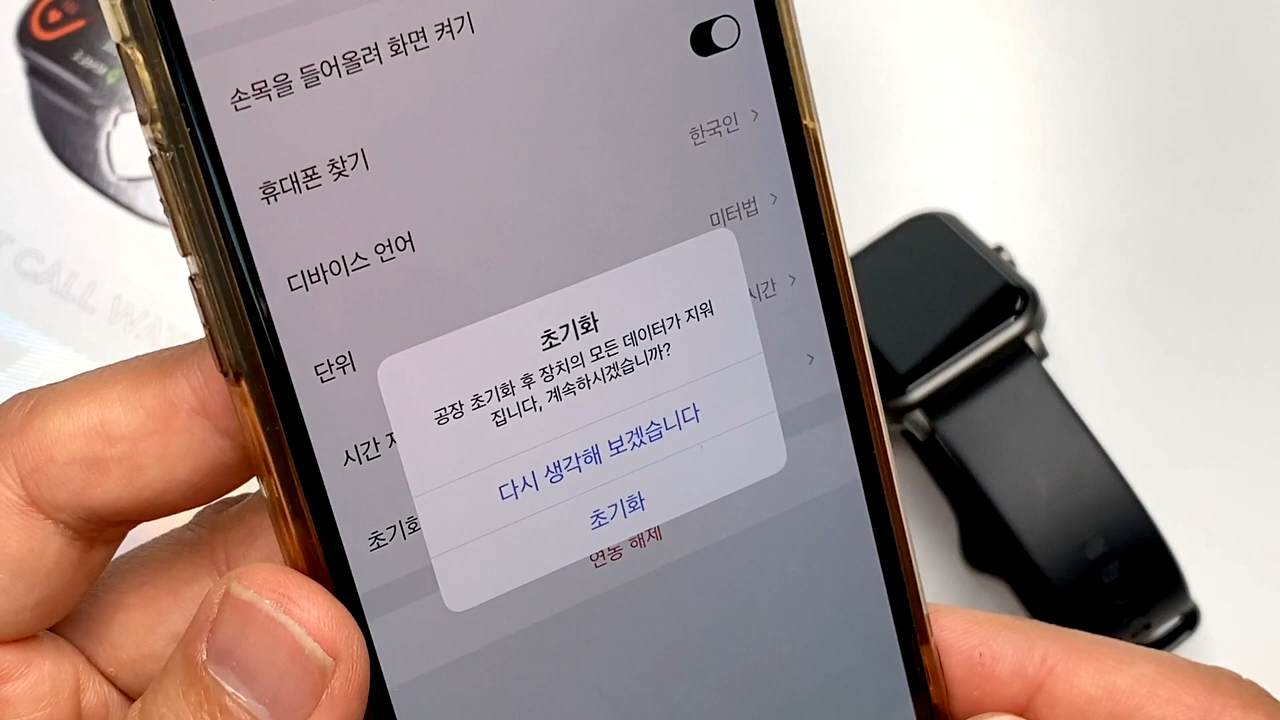 손목을 들어올려 화면 켜기
휴대폰 찾기
한국인
디바이스 언어
미터법
단위
시간
시간
초기화
초기화
공장 초기화 후 장치의 모든 데이터가 지워
집니다, 계속하시겠습니까?
다시 생각해 보겠습니다
초기화
연동 해제
CALL